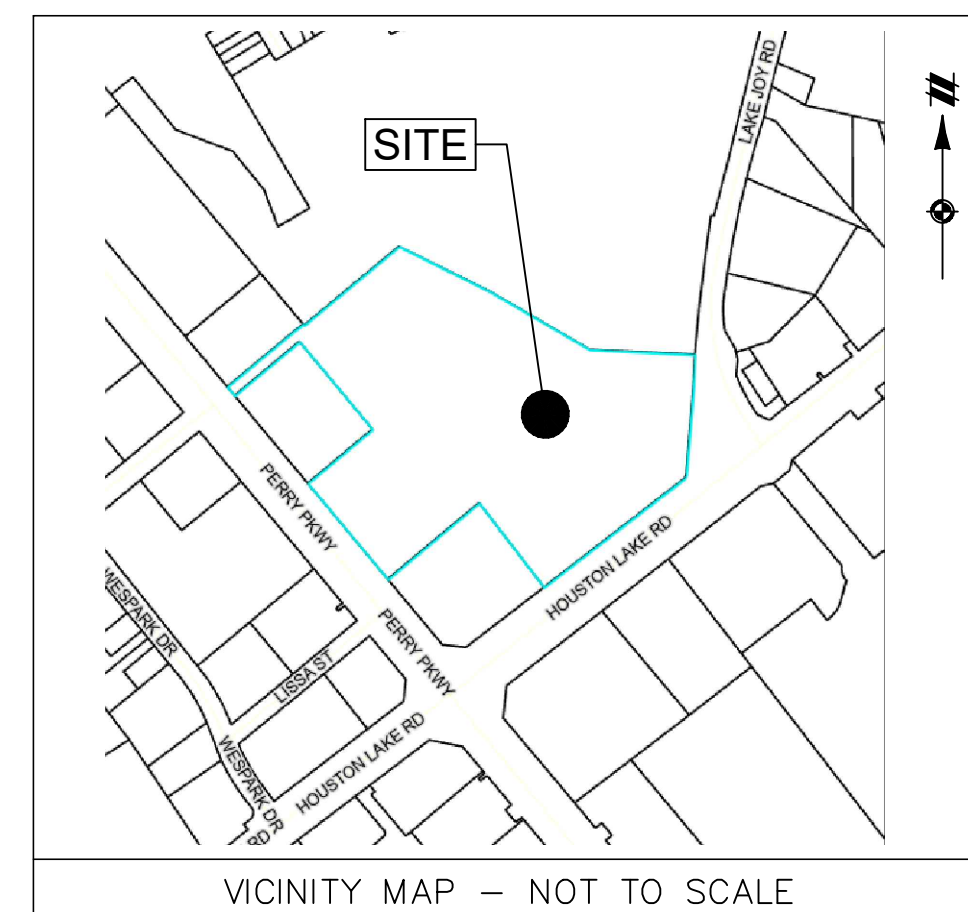 LAKE JOY RD
N
SITE
PERRY PKWY
HOUSTON LAKE RD
WESPARK DR
PERRY PKWY
LISSA ST
HOUSTON LAKE RD
WESPARK DR
RD
VICINITY MAP – NOT TO SCALE